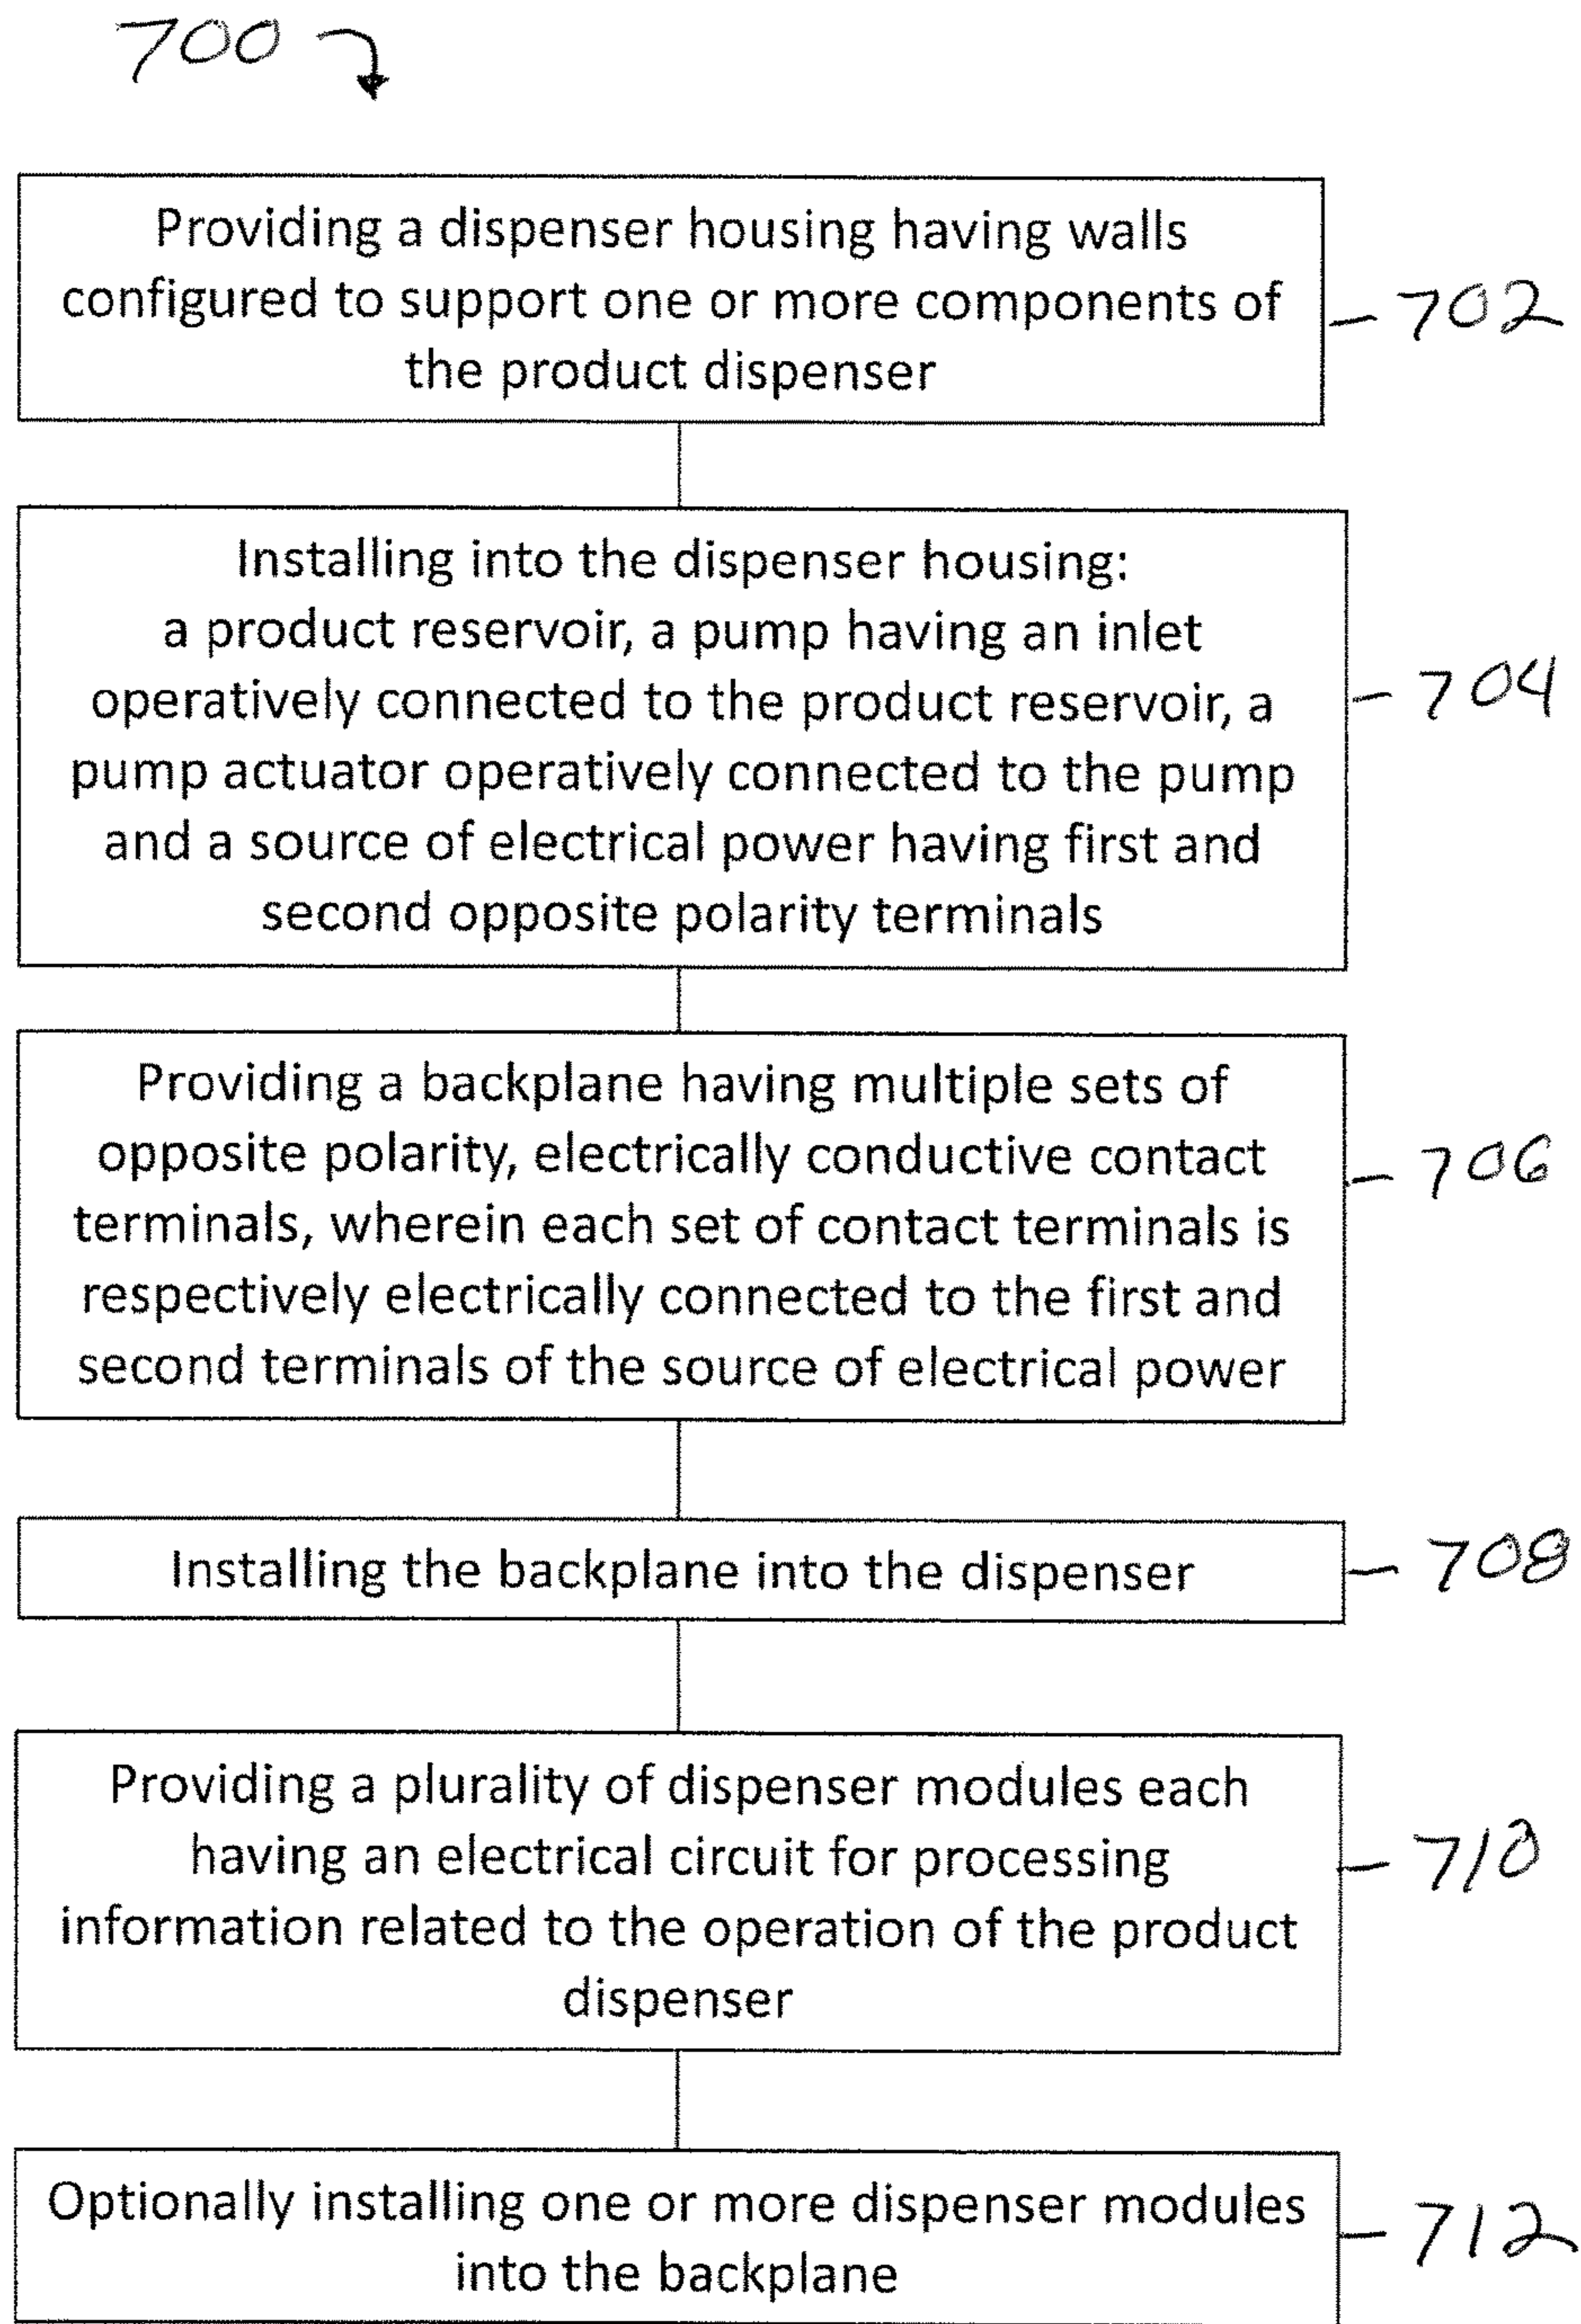 700
Providing a dispenser housing having walls
configured to support one or more components of
the product dispenser
702
Installing into the dispenser housing:
a product reservoir, a pump having an inlet
operatively connected to the product reservoir, a
pump actuator operatively connected to the pump
and a source of electrical power having first and
second opposite polarity terminals
704
Providing a backplane having multiple sets of
opposite polarity, electrically conductive contact
terminals, wherein each set of contact terminals is
respectively electrically connected to the first and
second terminals of the source of electrical power
706
Installing the backplane into the dispenser
708
Providing a plurality of dispenser modules each
having an electrical circuit for processing
information related to the operation of the product
dispenser
710
Optionally installing one or more dispenser modules
into the backplane
712